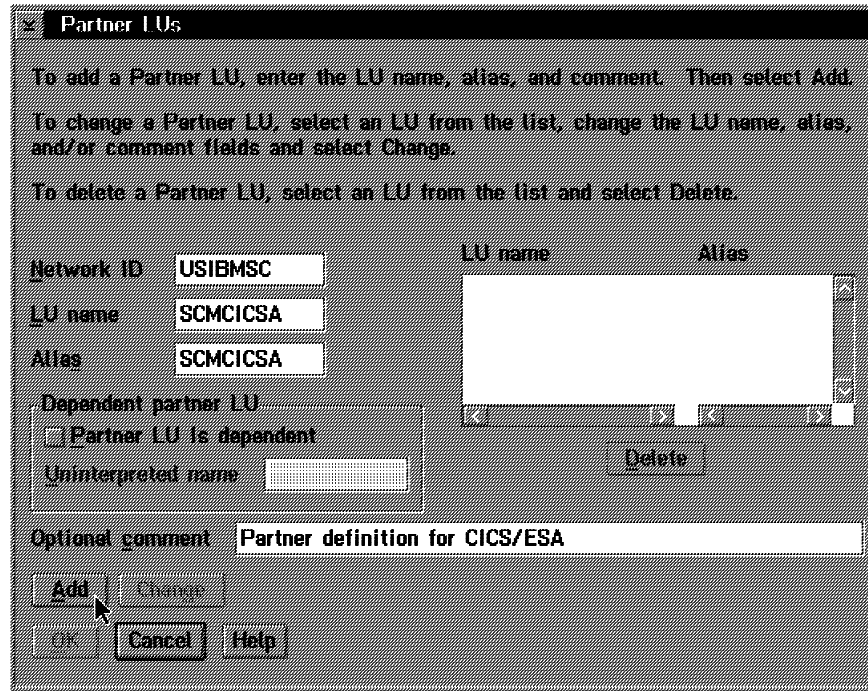 Partner LUs
To add a Partner LU, enter the LU name, alias, and comment. Then select Add.
To change a Partner LU, select an LU from the list, change the LU name, alias,
and/or comment fields and select Change.
To delete a Partner LU, select an LU from the list and select Delete.
Network ID USIBMSC
LU name SCMCICSA
Alias SCMCICSA
LU name Alias
Dependent partner LU
Partner LU is dependent
Uninterpreted name
Delete
Optional comment Partner definition for CICS/ESA
Add Change
OK Cancel Help